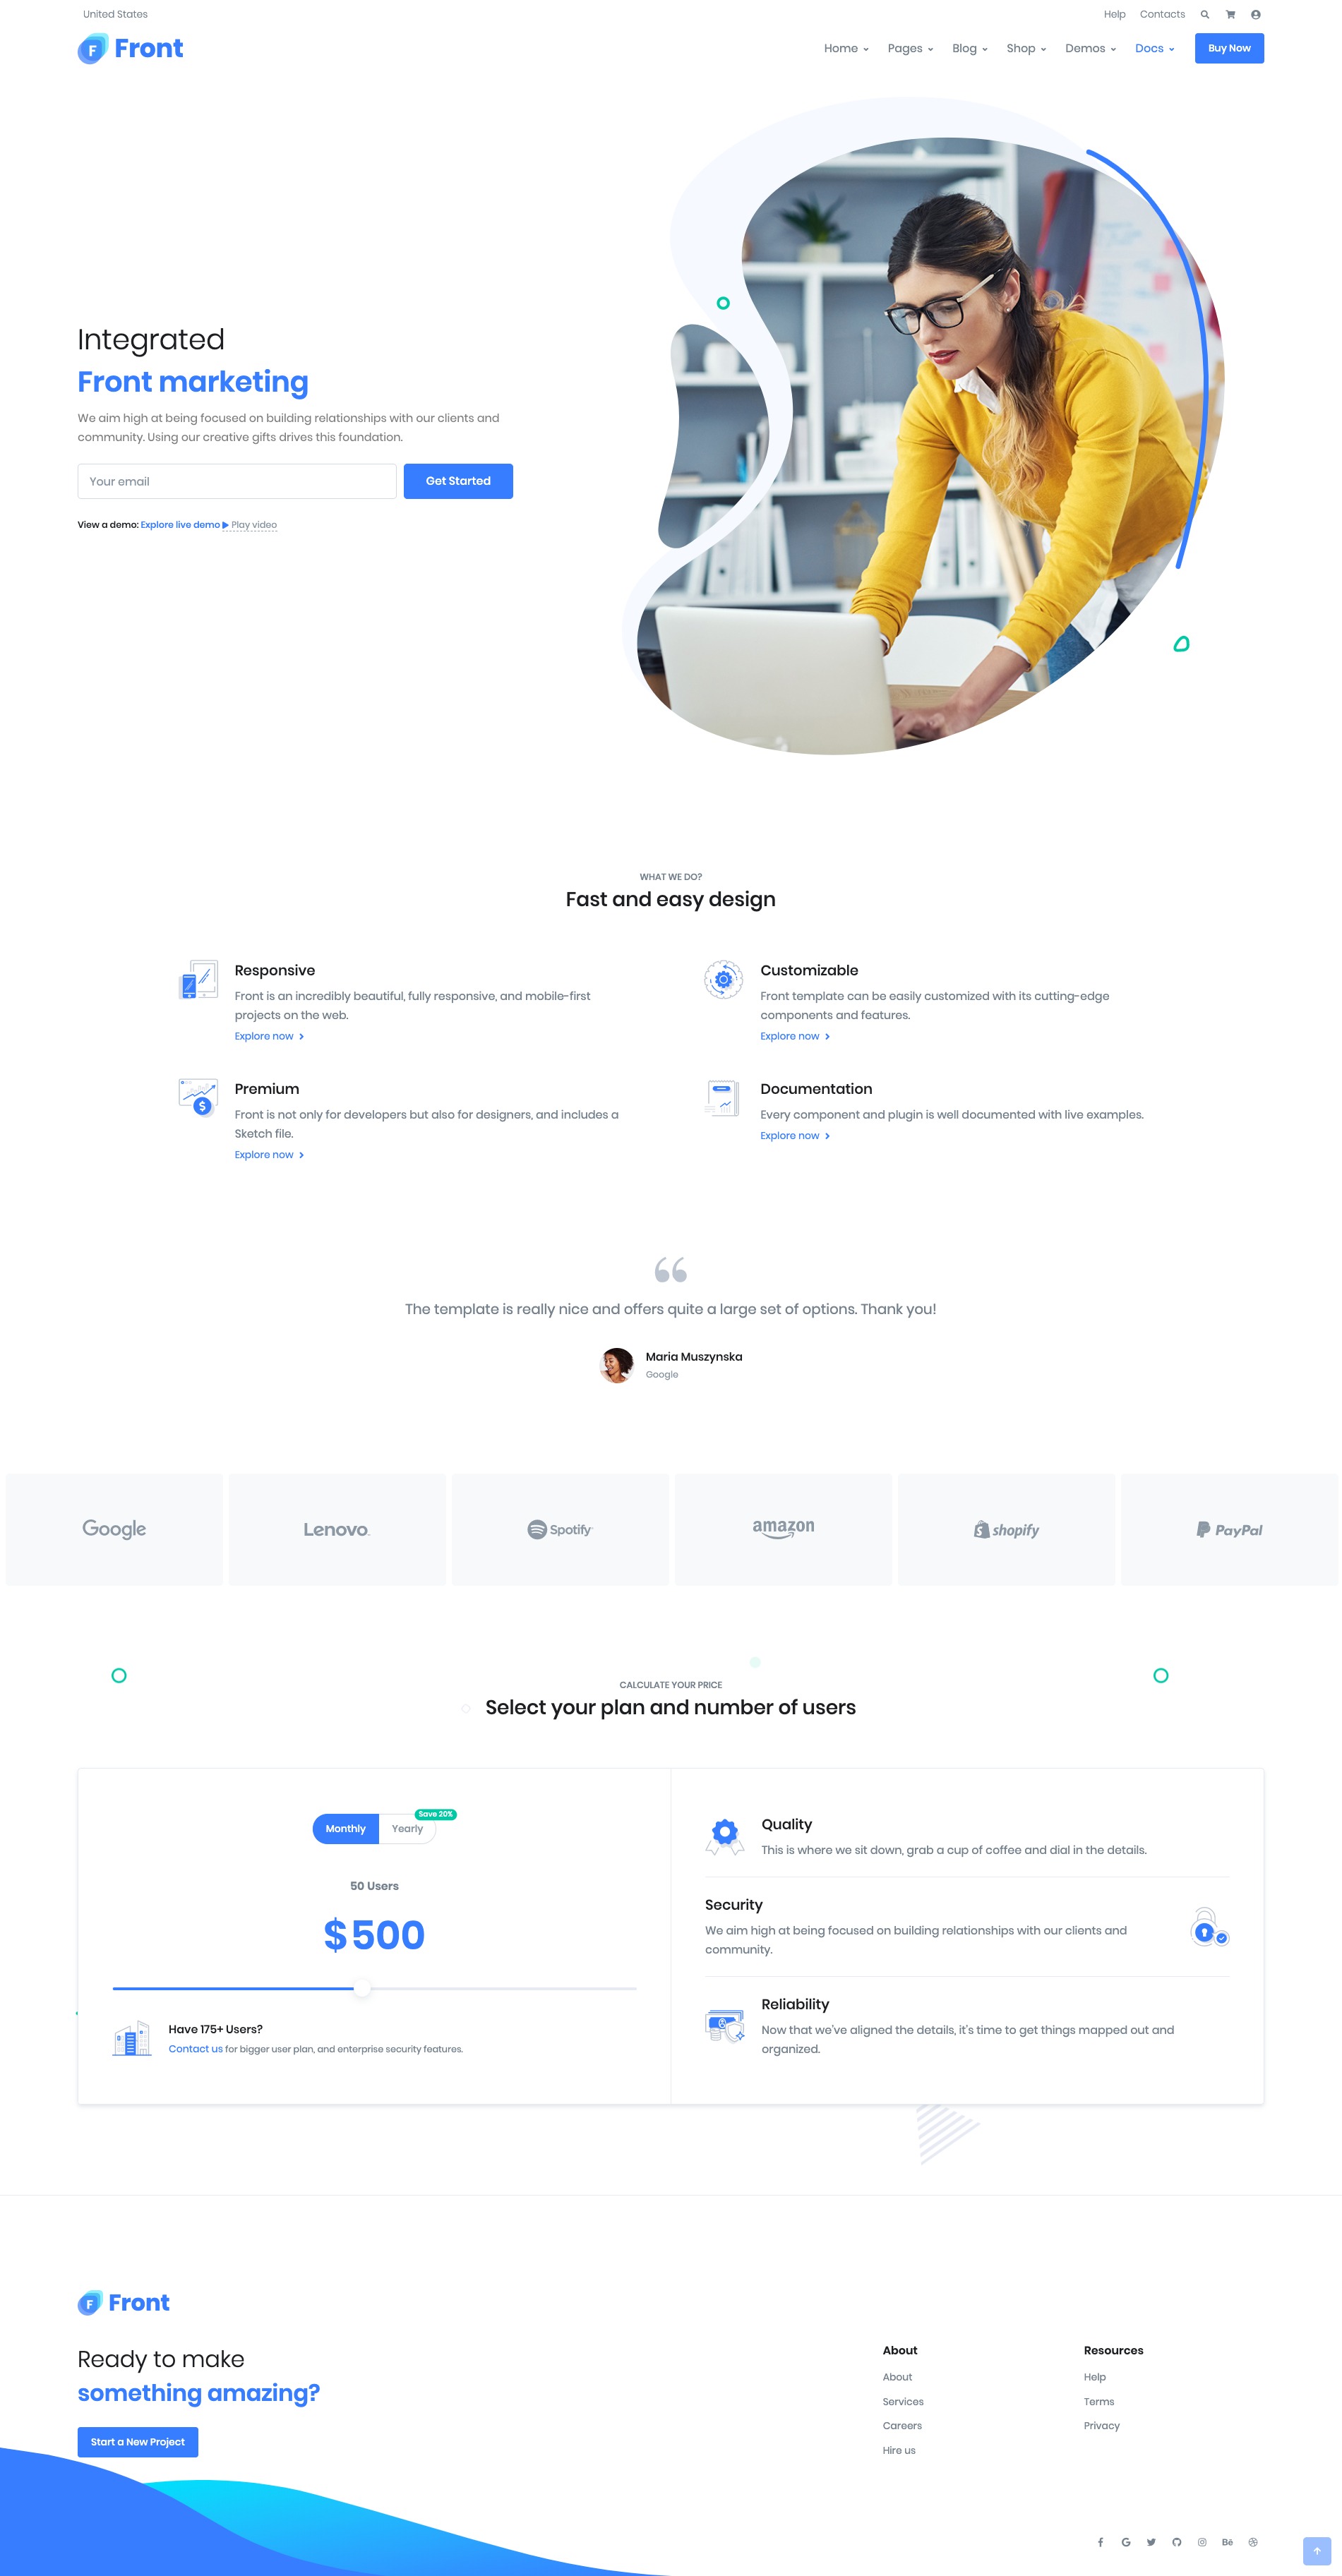 United States
Help Contacts
Front
Home Pages Blog Shop Demos Docs Buy Now
Integrated
Front marketing
We aim high at being focused on building relationships with our clients and
community. Using our creative gifts drives this foundation.
Your email Get Started
View a demo: Explore live demo Play video
WHAT WE DO?
Fast and easy design
Responsive
Front is an incredibly beautiful, fully responsive, and mobile-first
projects on the web.
Explore now
Customizable
Front template can be easily customized with its cutting-edge
components and features.
Explore now
Premium
Front is not only for developers but also for designers, and includes a
Sketch file.
Explore now
Documentation
Every component and plugin is well documented with live examples.
Explore now
The template is really nice and offers quite a large set of options. Thank you!
Maria Muszynska
Google
Google Lenovo Spotify amazon shopify PayPal
CALCULATE YOUR PRICE
Select your plan and number of users
Save 20%
Monthly Yearly
50 Users
$500
Have 175+ Users?
Contact us for bigger user plan, and enterprise security features.
Quality
This is where we sit down, grab a cup of coffee and dial in the details.
Security
We aim high at being focused on building relationships with our clients and
community.
Reliability
Now that we've aligned the details, it's time to get things mapped out and
organized.
Front
Ready to make
something amazing?
Start a New Project
About
About
Services
Careers
Hire us
Resources
Help
Terms
Privacy